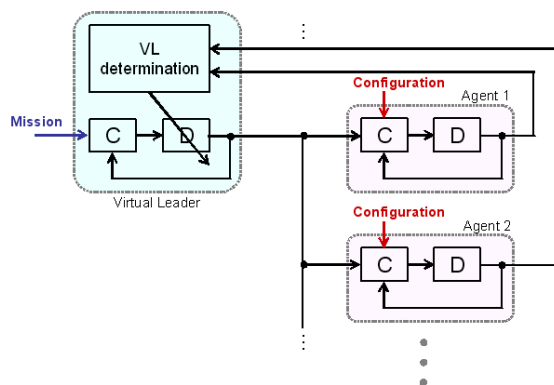 VL
determination
Mission
C
D
Virtual Leader
Configuration
Agent 1
C
D
Configuration
Agent 2
C
D